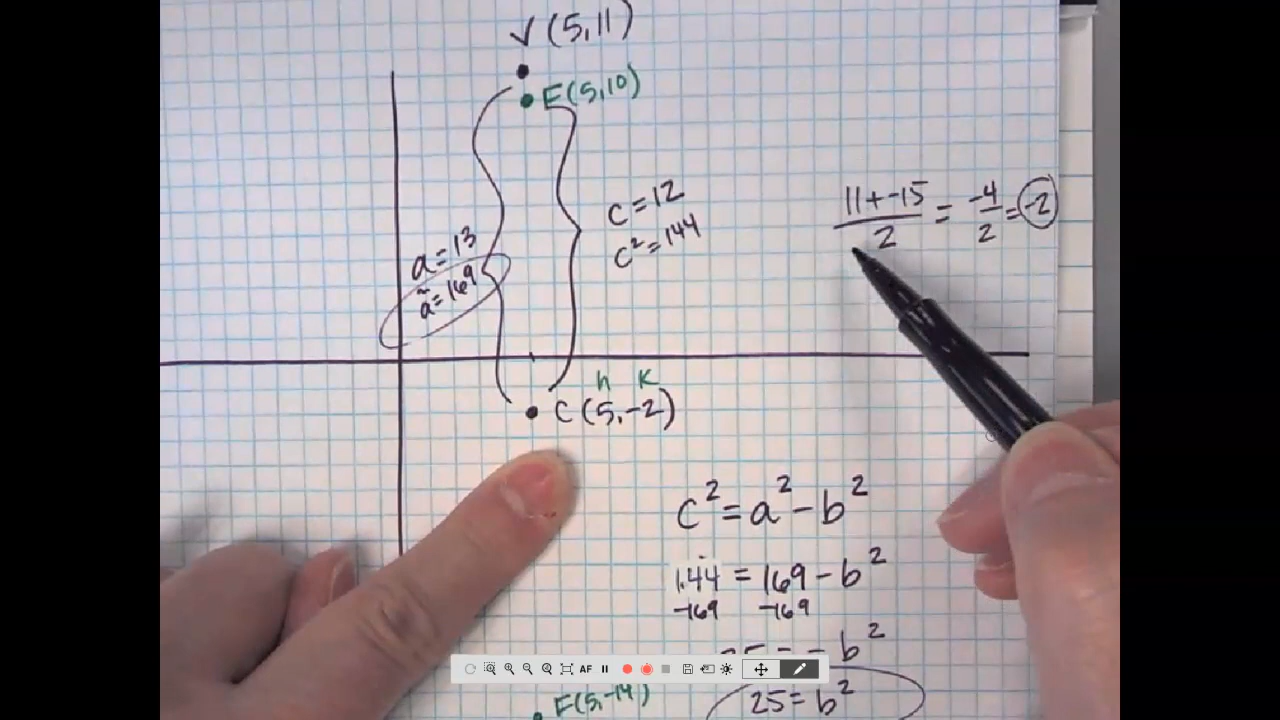 V (5,11)
F(5,10)
c = 12
c² = 144
a = 13
a² = 169
11+-15 / 2 = -4 / 2 = -2
h k
C (5,-2)
c² = a² - b²
144 = 169 - b²
-169 -169
= - b²
25 = b²
F(5,-14)
AF